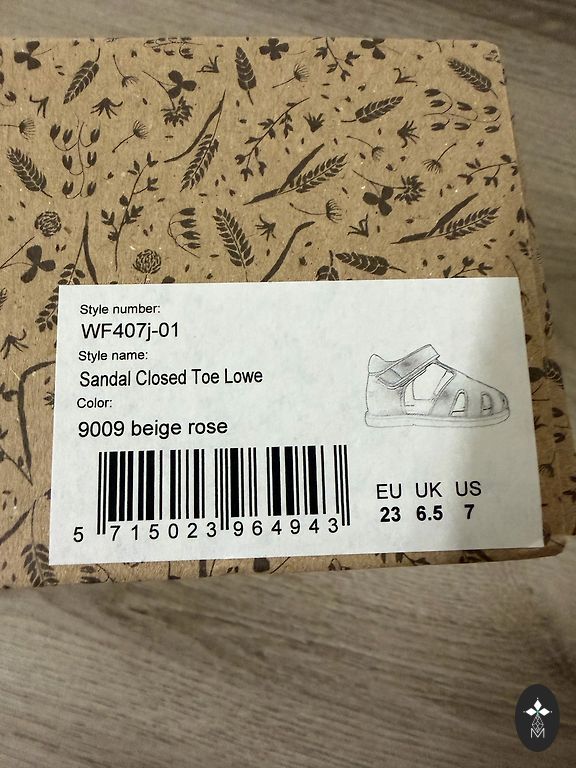 Style number:
WF407j-01
Style name:
Sandal Closed Toe Lowe
Color:
9009 beige rose
5 715023 964943
EU UK US
23 6.5 7
M